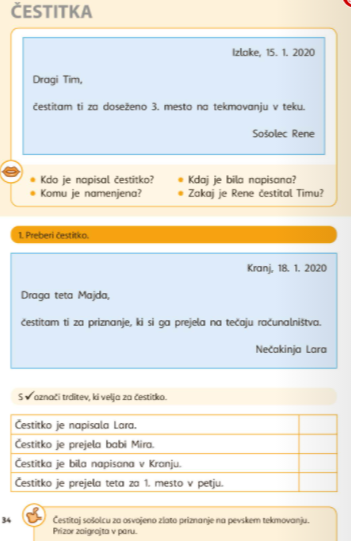 ČESTITKA
Izlake, 15. 1. 2020
Dragi Tim,
čestitam ti za doseženo 3. mesto na tekmovanju v teku.
Sošolec Rene
• Kdo je napisal čestitko?
• Komu je namenjena?
• Kdaj je bila napisana?
• Zakaj je Rene čestital Timu?
1. Preberi čestitko.
Kranj, 18. 1. 2020
Draga teta Majda,
čestitam ti za priznanje, ki si ga prejela na tečaju računalništva.
Nečakinja Lara
S ✓ označi trditev, ki velja za čestitko.
Čestitko je napisala Lara.
Čestitko je prejela babi Mira.
Čestitka je bila napisana v Kranju.
Čestitko je prejela teta za 1. mesto v petju.
34
Čestitaj sošolcu za osvojeno zlato priznanje na pevskem tekmovanju.
Prizor zaigrajta v paru.